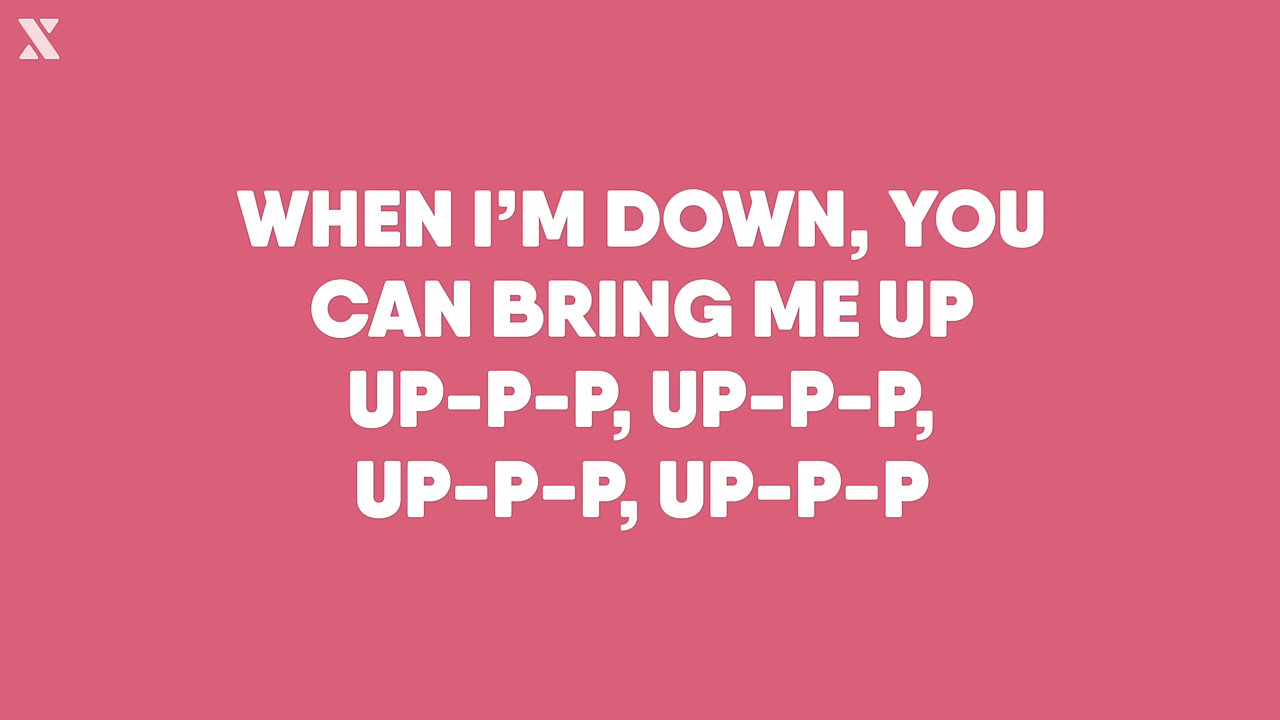 WHEN I’M DOWN, YOU
CAN BRING ME UP
UP-P-P, UP-P-P,
UP-P-P, UP-P-P